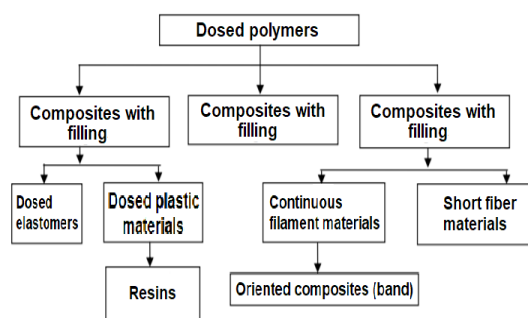 Dosed polymers
Composites with
filling
Composites with
filling
Composites with
filling
Dosed
elastomers
Dosed plastic
materials
Continuous
filament materials
Short fiber
materials
Resins
Oriented composites (band)